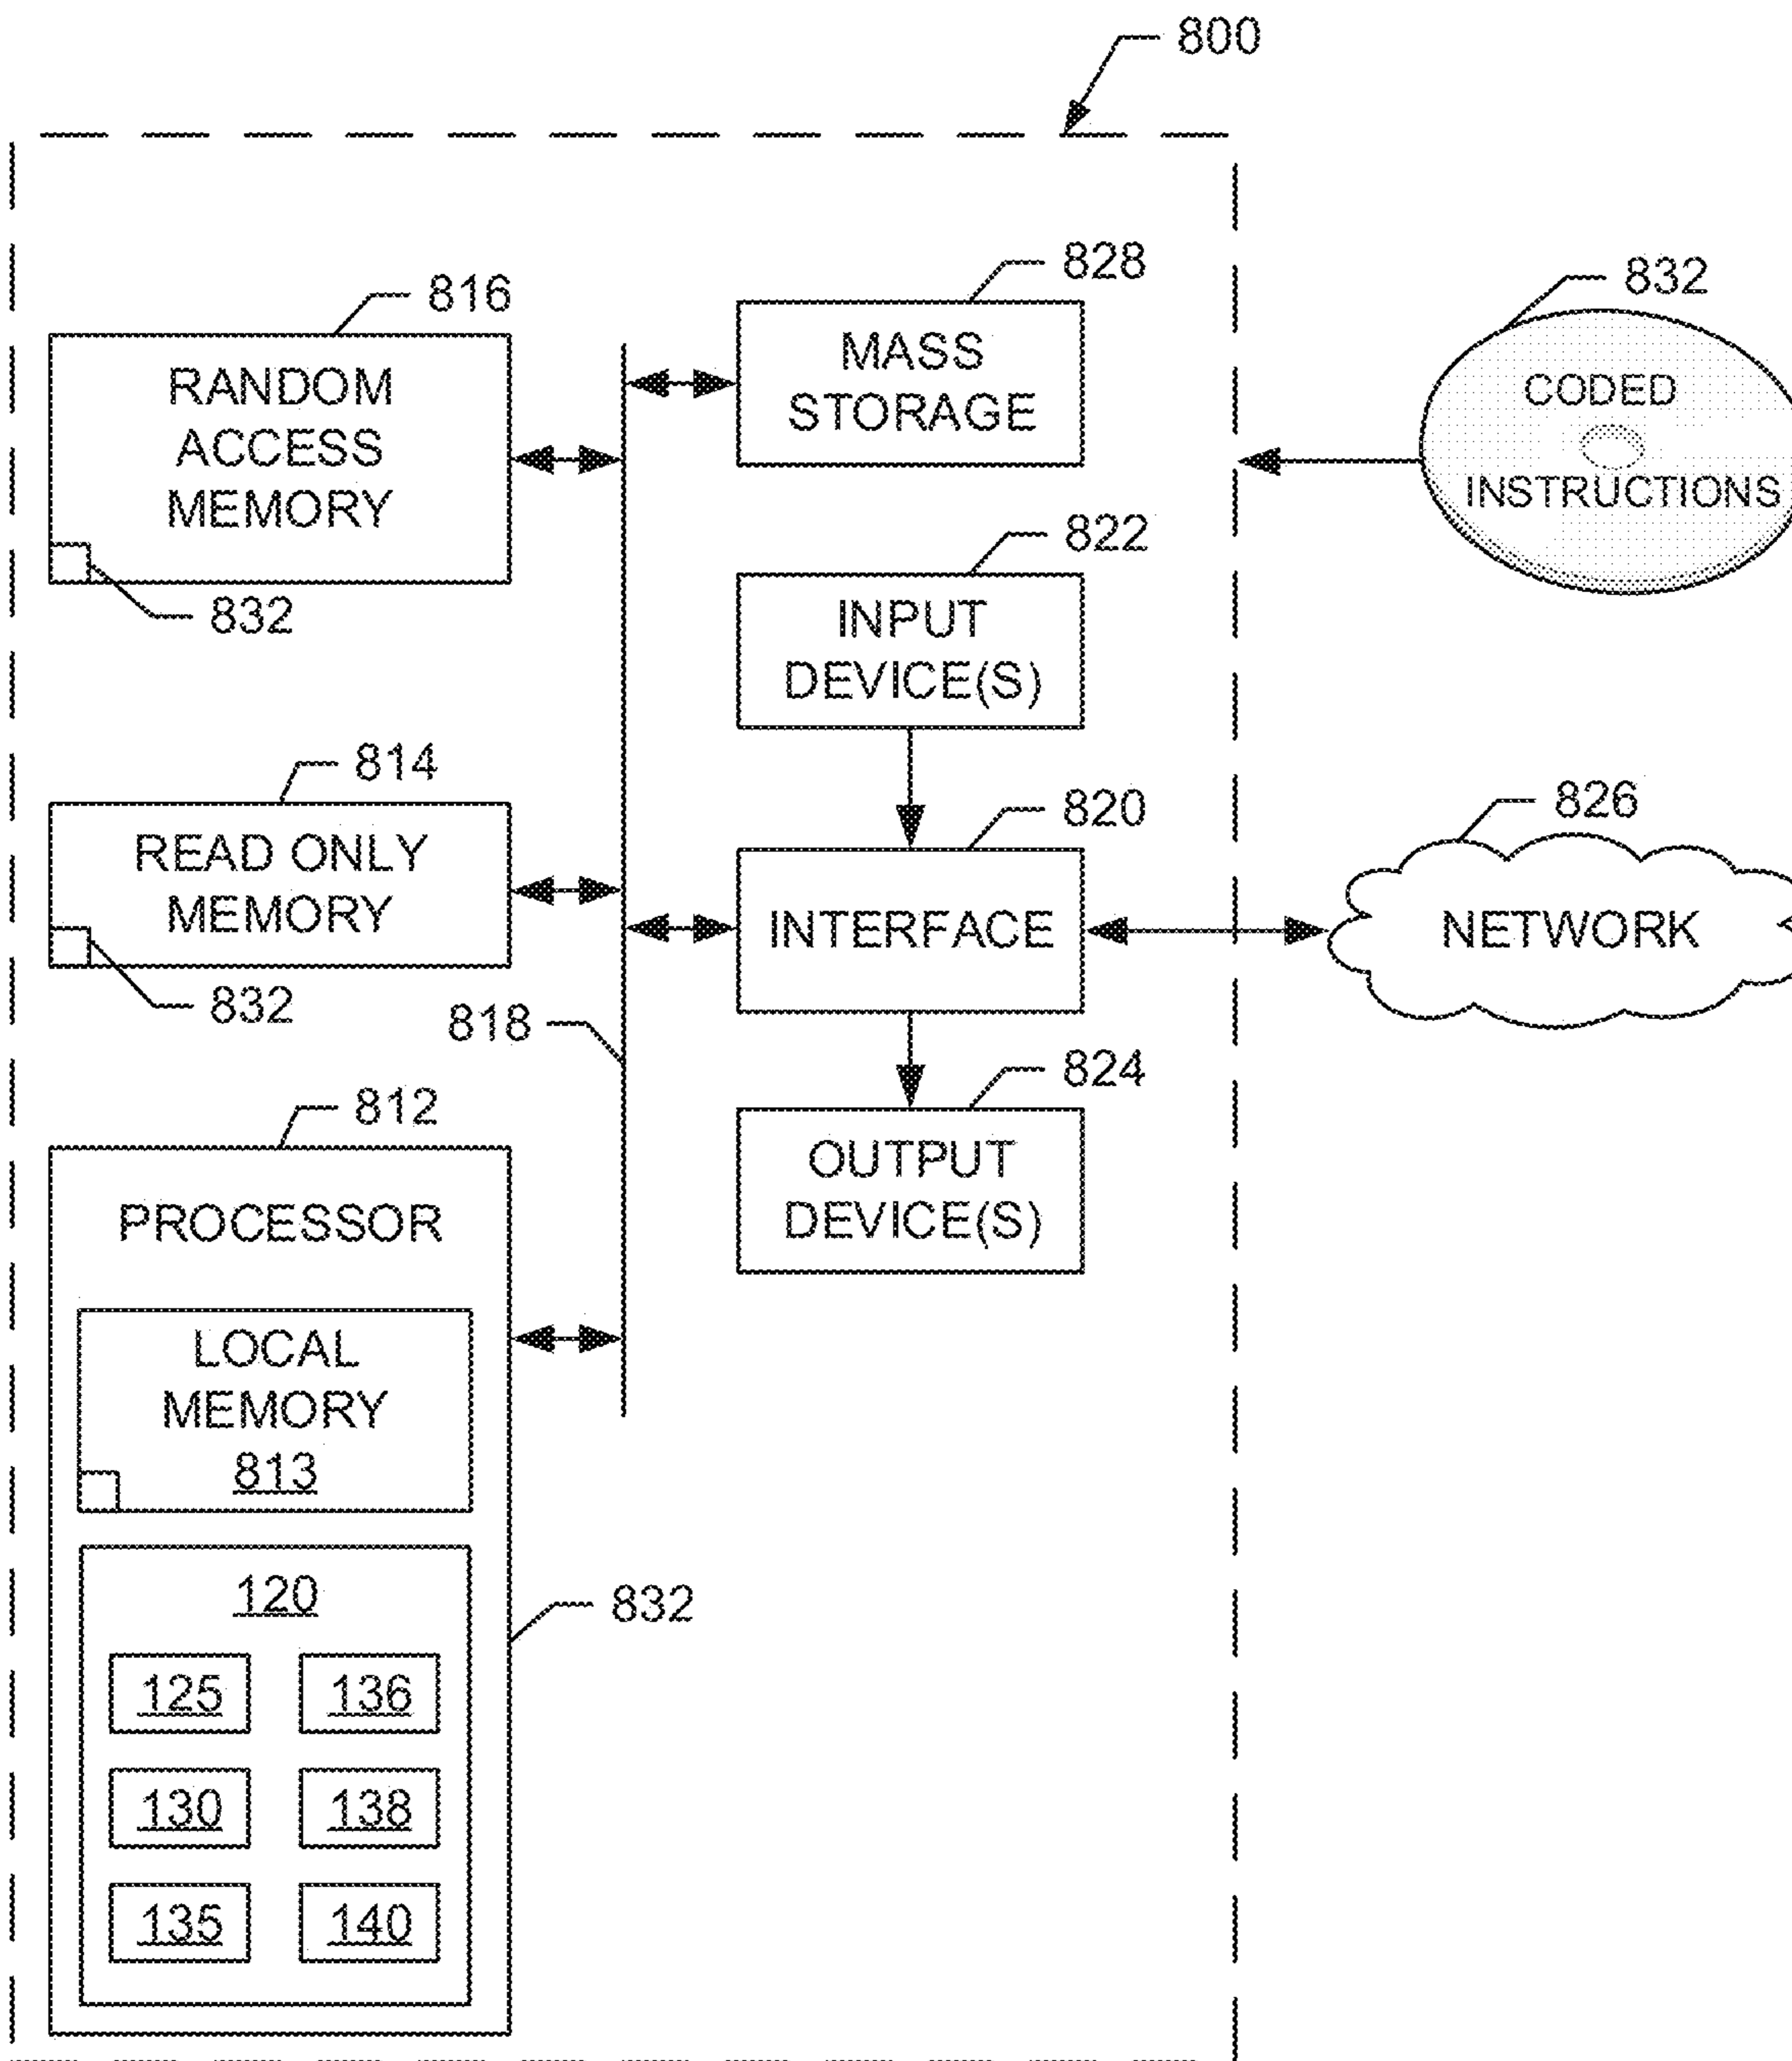 800
828
MASS
STORAGE
816
RANDOM
ACCESS
MEMORY
832
832
CODED
INSTRUCTIONS
822
INPUT
DEVICE(S)
814
READ ONLY
MEMORY
832
820
INTERFACE
826
NETWORK
818
824
OUTPUT
DEVICE(S)
812
PROCESSOR
LOCAL
MEMORY
813
120
832
125
136
130
138
135
140